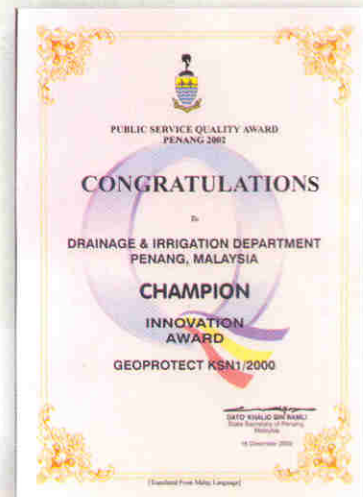 PUBLIC SERVICE QUALITY AWARD
PENANG 2002
CONGRATULATIONS
To
DRAINAGE & IRRIGATION DEPARTMENT
PENANG, MALAYSIA
CHAMPION
INNOVATION
AWARD
GEOPROTECT KSN1/2000
DATO' KHALID BIN RAMLI
State Secretary of Penang
Malaysia
[Translated From Malay Language]